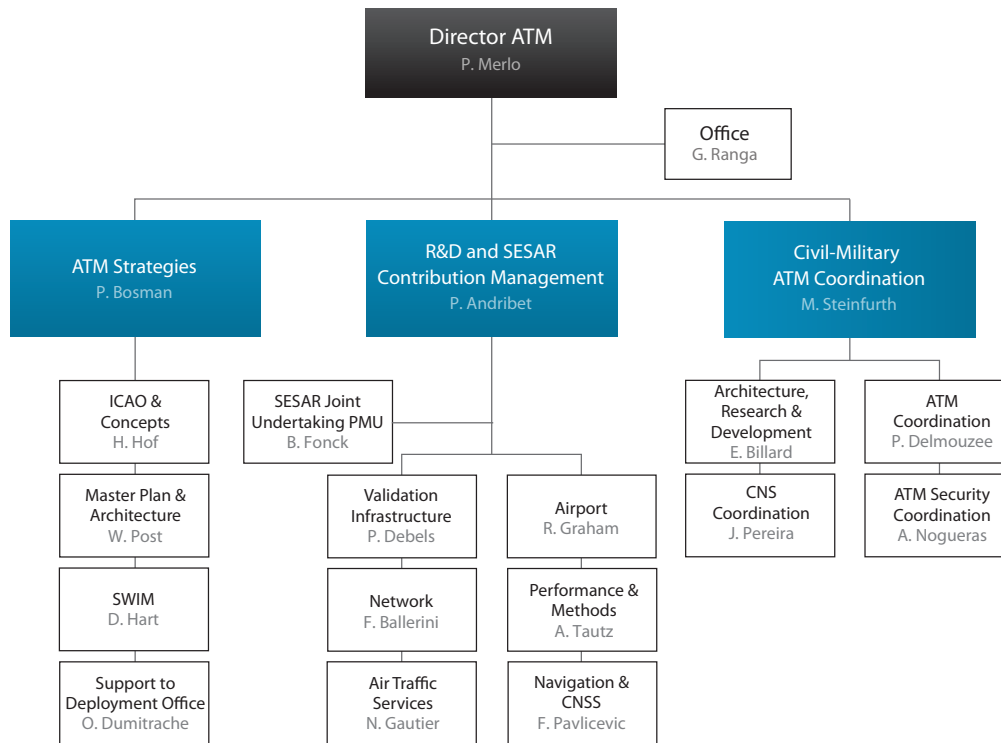 Director ATM
P. Merlo
Office
G. Ranga
ATM Strategies
P. Bosman
R&D and SESAR
Contribution Management
P. Andribet
Civil-Military
ATM Coordination
M. Steinfurth
ICAO &
Concepts
H. Hof
Master Plan &
Architecture
W. Post
SWIM
D. Hart
Support to
Deployment Office
O. Dumitrache
SESAR Joint
Undertaking PMU
B. Fonck
Validation
Infrastructure
P. Debels
Network
F. Ballerini
Air Traffic
Services
N. Gautier
Airport
R. Graham
Performance &
Methods
A. Tautz
Navigation &
CNSS
F. Pavlicevic
Architecture,
Research &
Development
E. Billard
CNS
Coordination
J. Pereira
ATM
Coordination
P. Delmouzee
ATM Security
Coordination
A. Nogueras